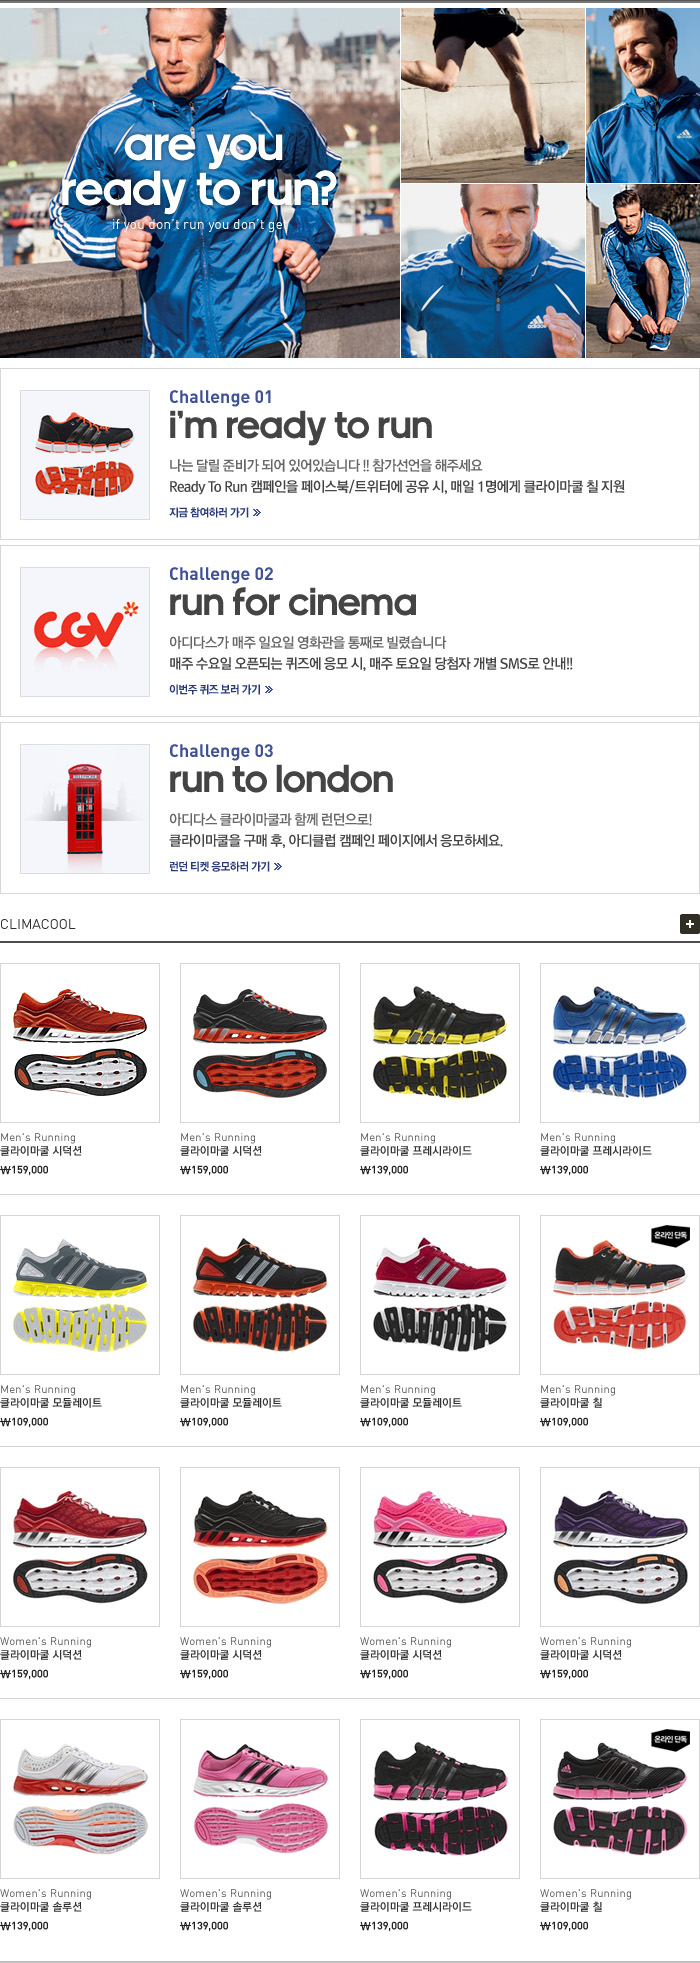 are you
ready to run?
if you don't run you don't get
adidas
Challenge 01
i'm ready to run
나는 달릴 준비가 되어 있어있습니다 !! 참가선언을 해주세요
Ready To Run 캠페인을 페이스북/트위터에 공유 시, 매일 1명에게 클라이마쿨 칠 지원
지금 참여하러 가기 »
CGV
Challenge 02
run for cinema
아디다스가 매주 일요일 영화관을 통째로 빌렸습니다
매주 수요일 오픈되는 퀴즈에 응모 시, 매주 토요일 당첨자 개별 SMS로 안내!!
이번주 퀴즈 보러 가기 »
TELEPHONE
Challenge 03
run to london
아디다스 클라이마쿨과 함께 런던으로!
클라이마쿨을 구매 후, 아디클럽 캠페인 페이지에서 응모하세요.
런던 티켓 응모하러 가기 »
CLIMACOOL
+
Men's Running
클라이마쿨 시덕션
₩159,000
Men's Running
클라이마쿨 시덕션
₩159,000
Men's Running
클라이마쿨 프레시라이드
₩139,000
Men's Running
클라이마쿨 프레시라이드
₩139,000
Men's Running
클라이마쿨 모듈레이트
₩109,000
Men's Running
클라이마쿨 모듈레이트
₩109,000
Men's Running
클라이마쿨 모듈레이트
₩109,000
온라인 단독
Men's Running
클라이마쿨 칠
₩109,000
Women's Running
클라이마쿨 시덕션
₩159,000
Women's Running
클라이마쿨 시덕션
₩159,000
Women's Running
클라이마쿨 시덕션
₩159,000
Women's Running
클라이마쿨 시덕션
₩159,000
Women's Running
클라이마쿨 솔루션
₩139,000
Women's Running
클라이마쿨 솔루션
₩139,000
Women's Running
클라이마쿨 프레시라이드
₩139,000
온라인 단독
Women's Running
클라이마쿨 칠
₩109,000